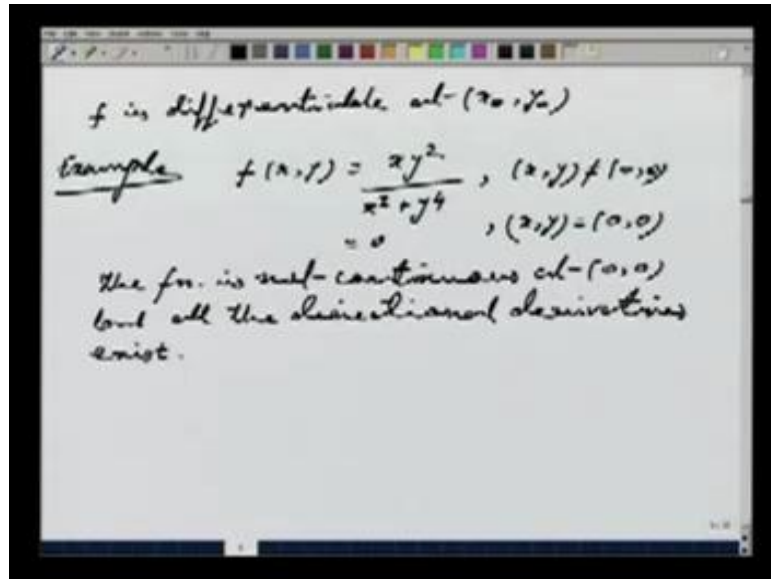 f is differentiable at (x₀, y₀)
Example f(x,y) = xy² / x² + y⁴ , (x,y) ≠ (0,0)
= 0 , (x,y) = (0,0)
The fn. is not continuous at (0,0)
but all the directional derivatives
exist.